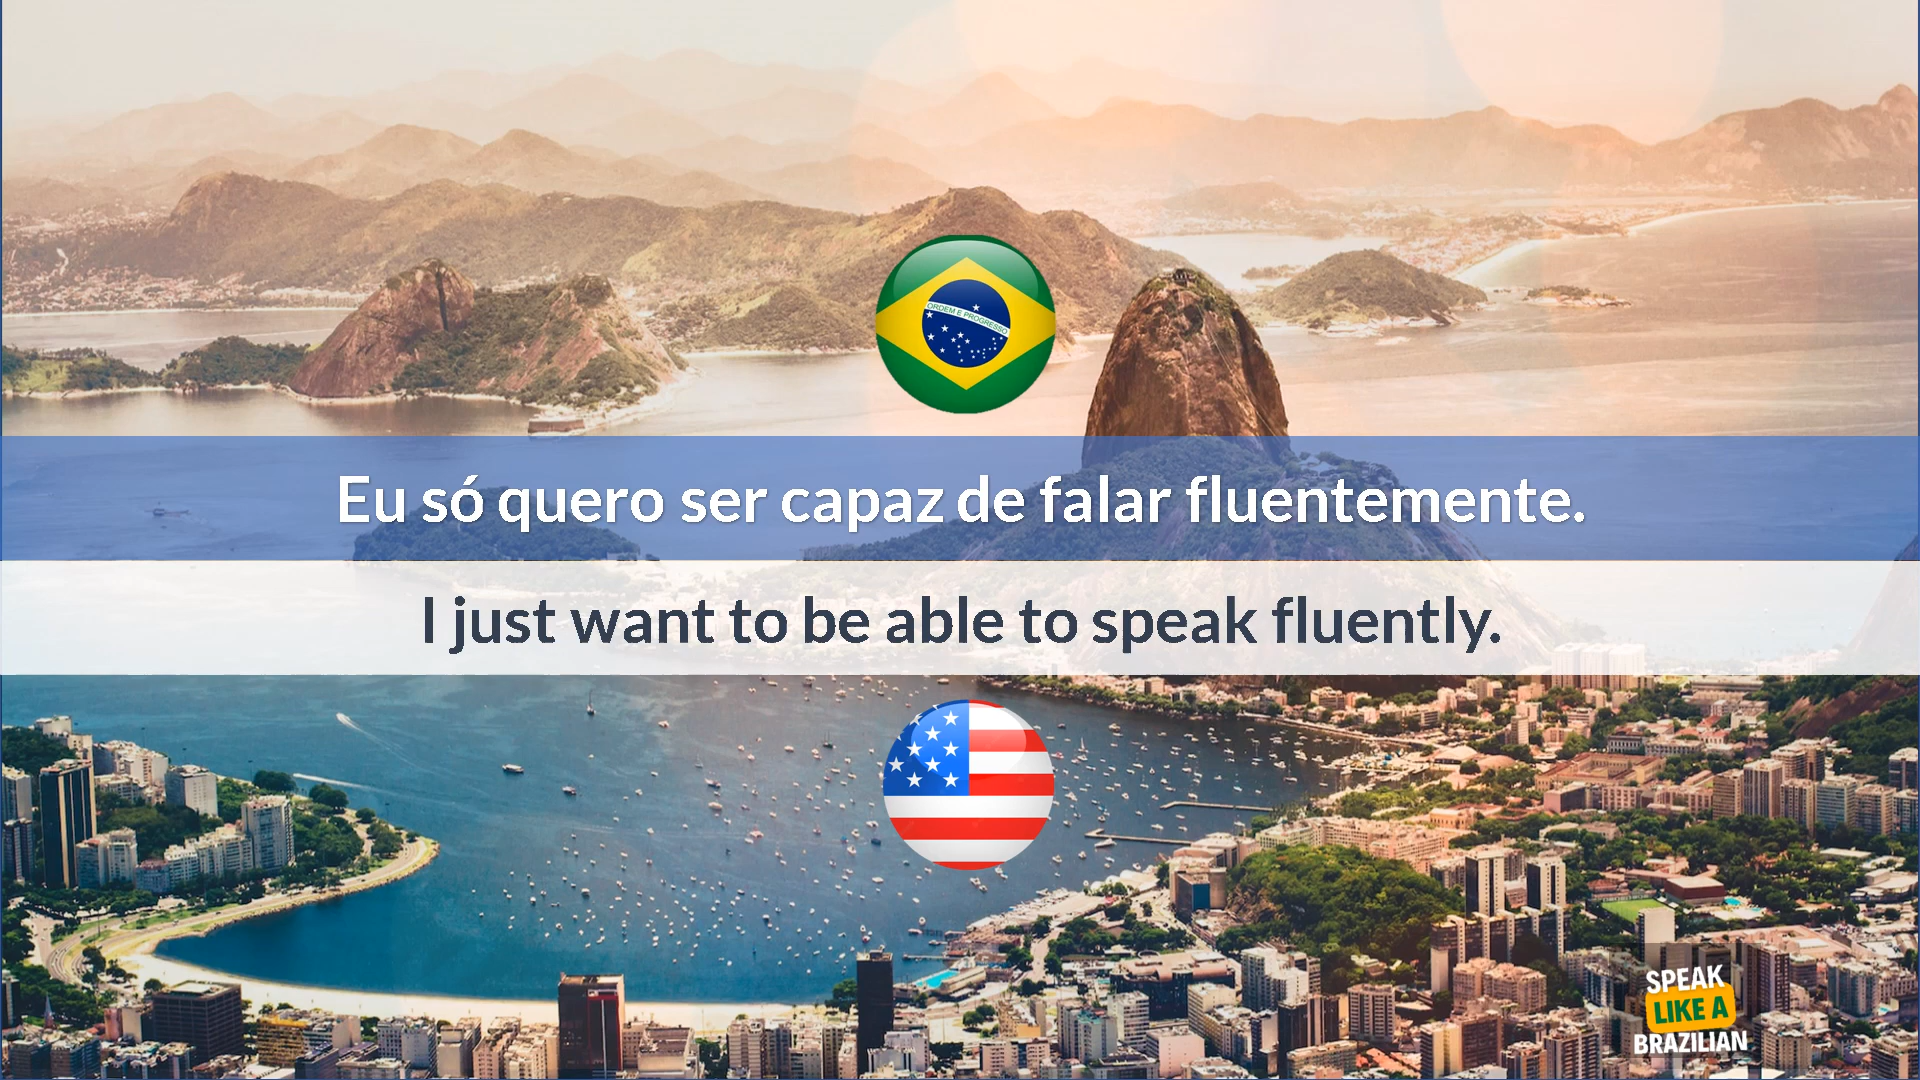 ORDEM E PROGRESSO
Eu só quero ser capaz de falar fluentemente.
I just want to be able to speak fluently.
SPEAK
LIKE A
BRAZILIAN